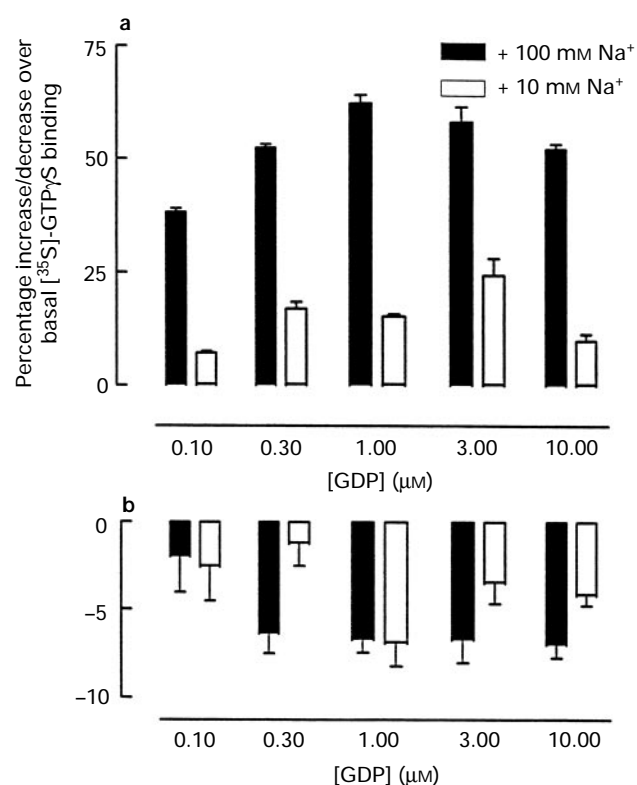 a
75
50
25
0
+ 100 mM Na⁺
+ 10 mM Na⁺
Percentage increase/decrease over
basal [³⁵S]-GTPγS binding
0.10 0.30 1.00 3.00 10.00
[GDP] (μM)
b
0
–5
–10
0.10 0.30 1.00 3.00 10.00
[GDP] (μM)